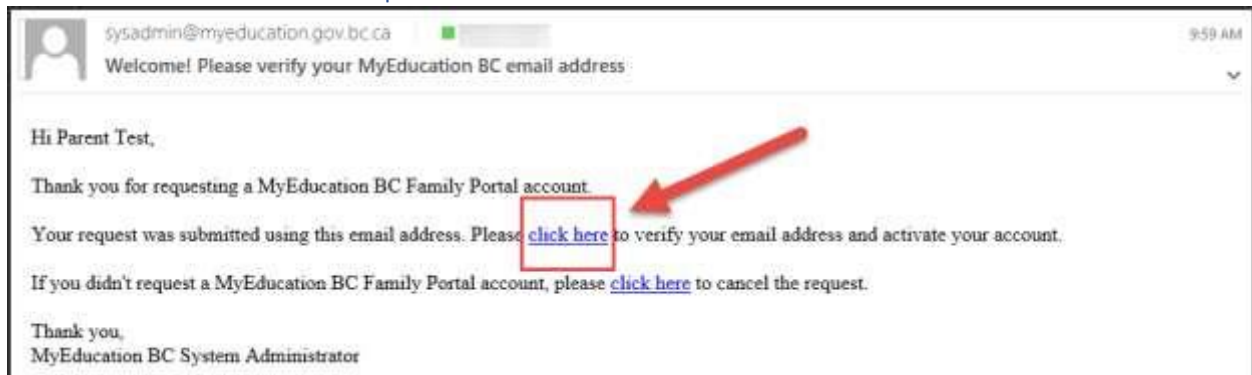 sysadmin@myeducation.gov.bc.ca
9:59 AM
Welcome! Please verify your MyEducation BC email address
Hi Parent Test,
Thank you for requesting a MyEducation BC Family Portal account.
Your request was submitted using this email address. Please click here to verify your email address and activate your account.
If you didn't request a MyEducation BC Family Portal account, please click here to cancel the request.
Thank you,
MyEducation BC System Administrator